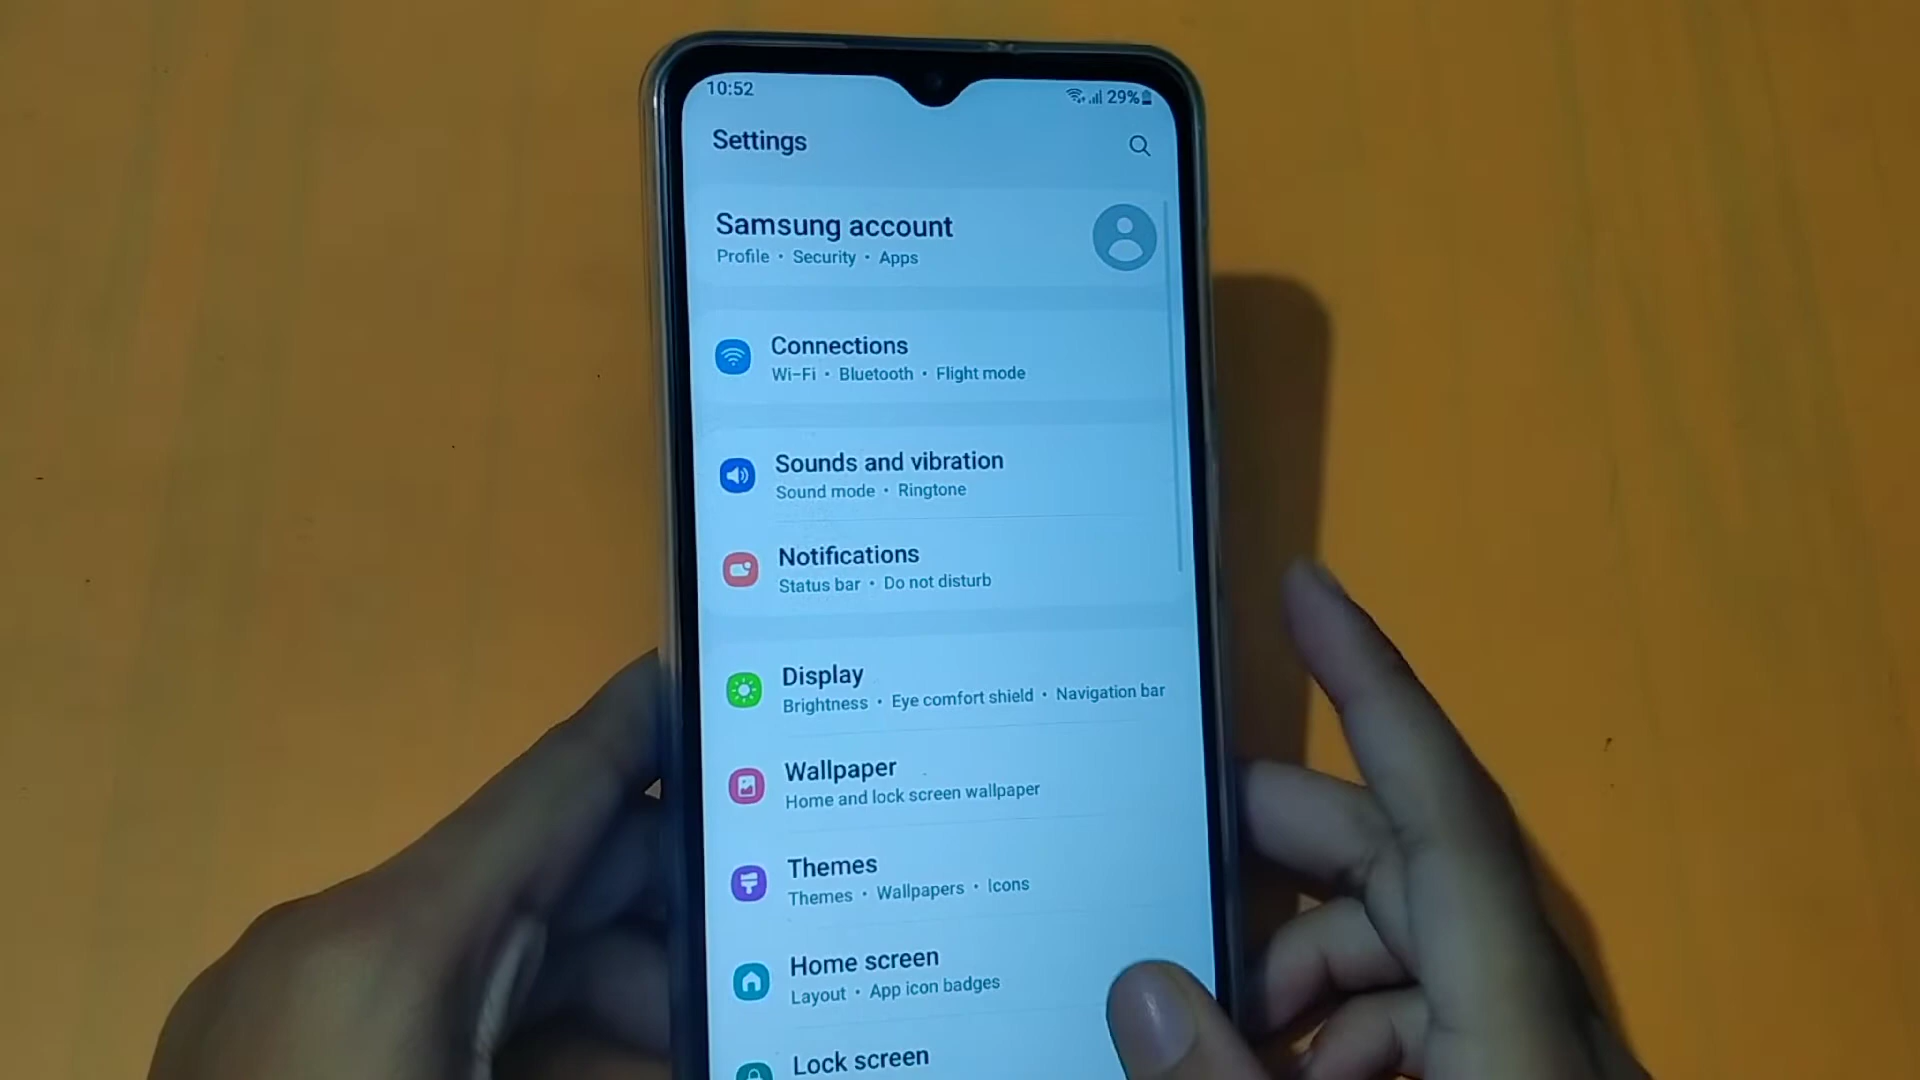 10:52
29%
Settings
Samsung account
Profile • Security • Apps
Connections
Wi-Fi • Bluetooth • Flight mode
Sounds and vibration
Sound mode • Ringtone
Notifications
Status bar • Do not disturb
Display
Brightness • Eye comfort shield • Navigation bar
Wallpaper
Home and lock screen wallpaper
Themes
Themes • Wallpapers • Icons
Home screen
Layout • App icon badges
Lock screen